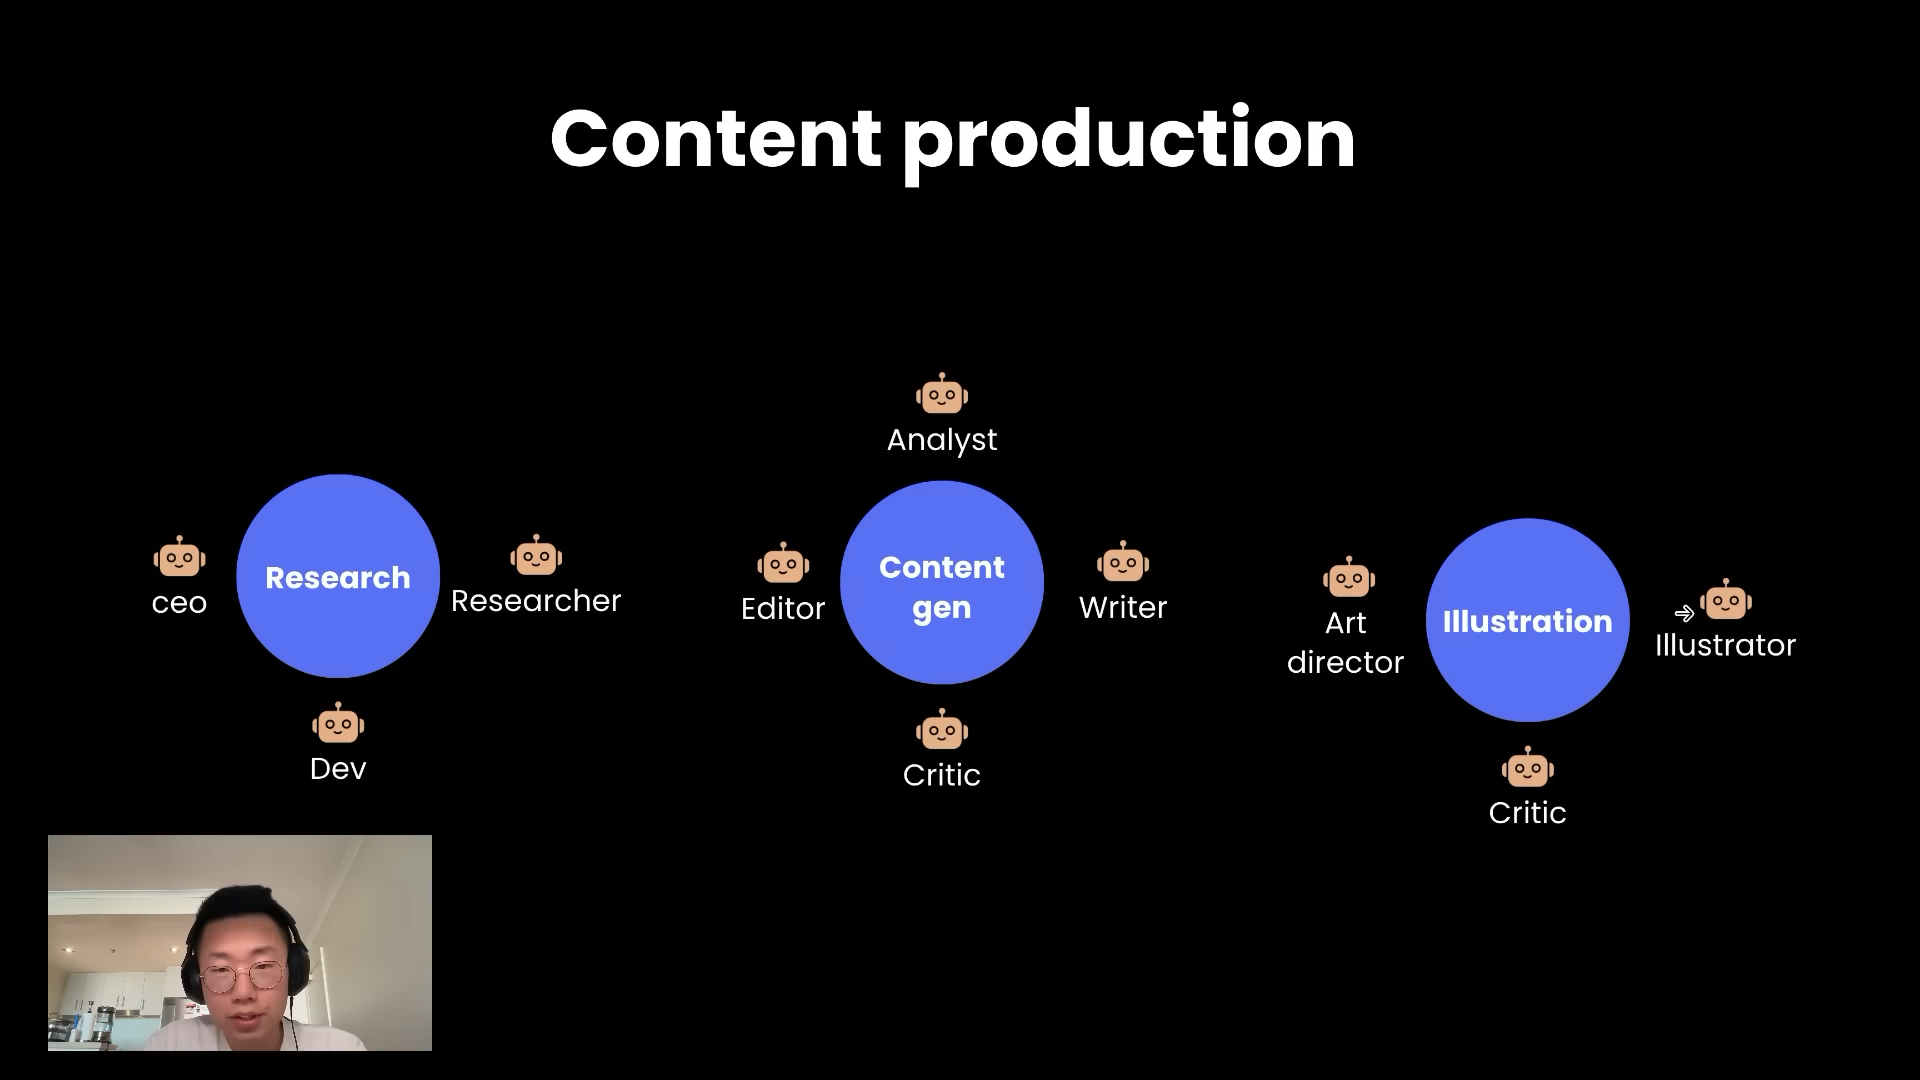 Content production
Analyst
ceo
Research
Researcher
Editor
Content
gen
Writer
Art
director
Illustration
Illustrator
Dev
Critic
Critic